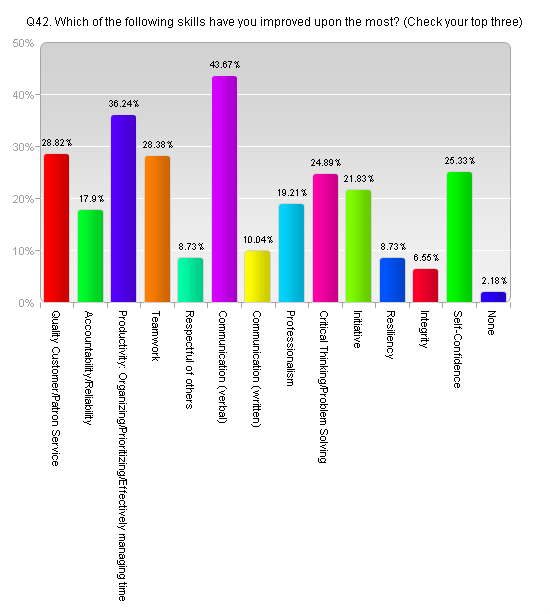 Q42. Which of the following skills have you improved upon the most? (Check your top three)
50%
40%
30%
20%
10%
0%
28.82%
17.9%
36.24%
28.38%
8.73%
43.67%
10.04%
19.21%
24.89%
21.83%
8.73%
6.55%
25.33%
2.18%
Quality Customer/Patron Service
Accountability/Reliability
Productivity: Organizing/Prioritizing/Effectively managing time
Teamwork
Respectful of others
Communication (verbal)
Communication (written)
Professionalism
Critical Thinking/Problem Solving
Initiative
Resiliency
Integrity
Self-Confidence
None